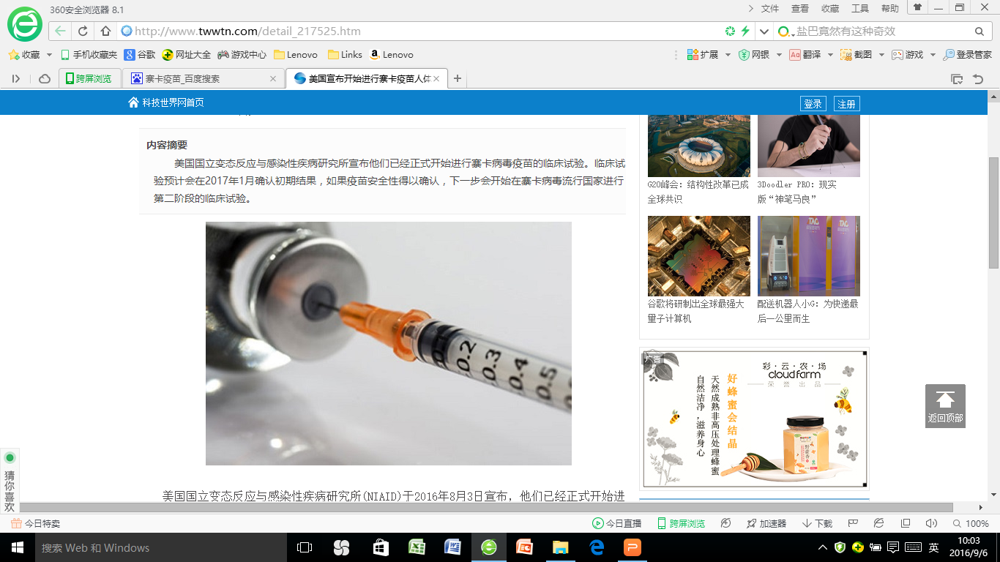 360安全浏览器 8.1
文件 查看 收藏 工具 帮助
http://www.twwtn.com/detail_217525.htm
盐巴竟然有这种奇效
收藏 手机收藏夹 谷歌 网址大全 游戏中心 Lenovo Links Lenovo
扩展 网银 翻译 截图 游戏 登录管家
跨屏浏览
寨卡疫苗_百度搜索
美国宣布开始进行寨卡疫苗人体
科技世界网首页
登录 注册
内容摘要
美国国立变态反应与感染性疾病研究所宣布他们已经正式开始进行寨卡病毒疫苗的临床试验。临床试
验预计会在2017年1月确认初期结果，如果疫苗安全性得以确认，下一步会开始在寨卡病毒流行国家进行
第二阶段的临床试验。
0.1
0.2
0.3
0.4
0.5
美国国立变态反应与感染性疾病研究所(NIAID)于2016年8月3日宣布，他们已经正式开始进
G20峰会：结构性改革已成
全球共识
3Doodler PRO：现实
版“神笔马良”
TAG
TAG
谷歌将研制出全球最强大
量子计算机
配送机器人小G：为快递最
后一公里而生
广告
彩·云·农·场
cloudfarm
荣誉出品
好蜂蜜会结晶
天然成熟非高压处理蜂蜜
自然洁净，滋养身心
返回顶部
猜你喜欢
今日特卖
今日直播 跨屏浏览 加速器 下载 100%
搜索 Web 和 Windows
英
10:03
2016/9/6